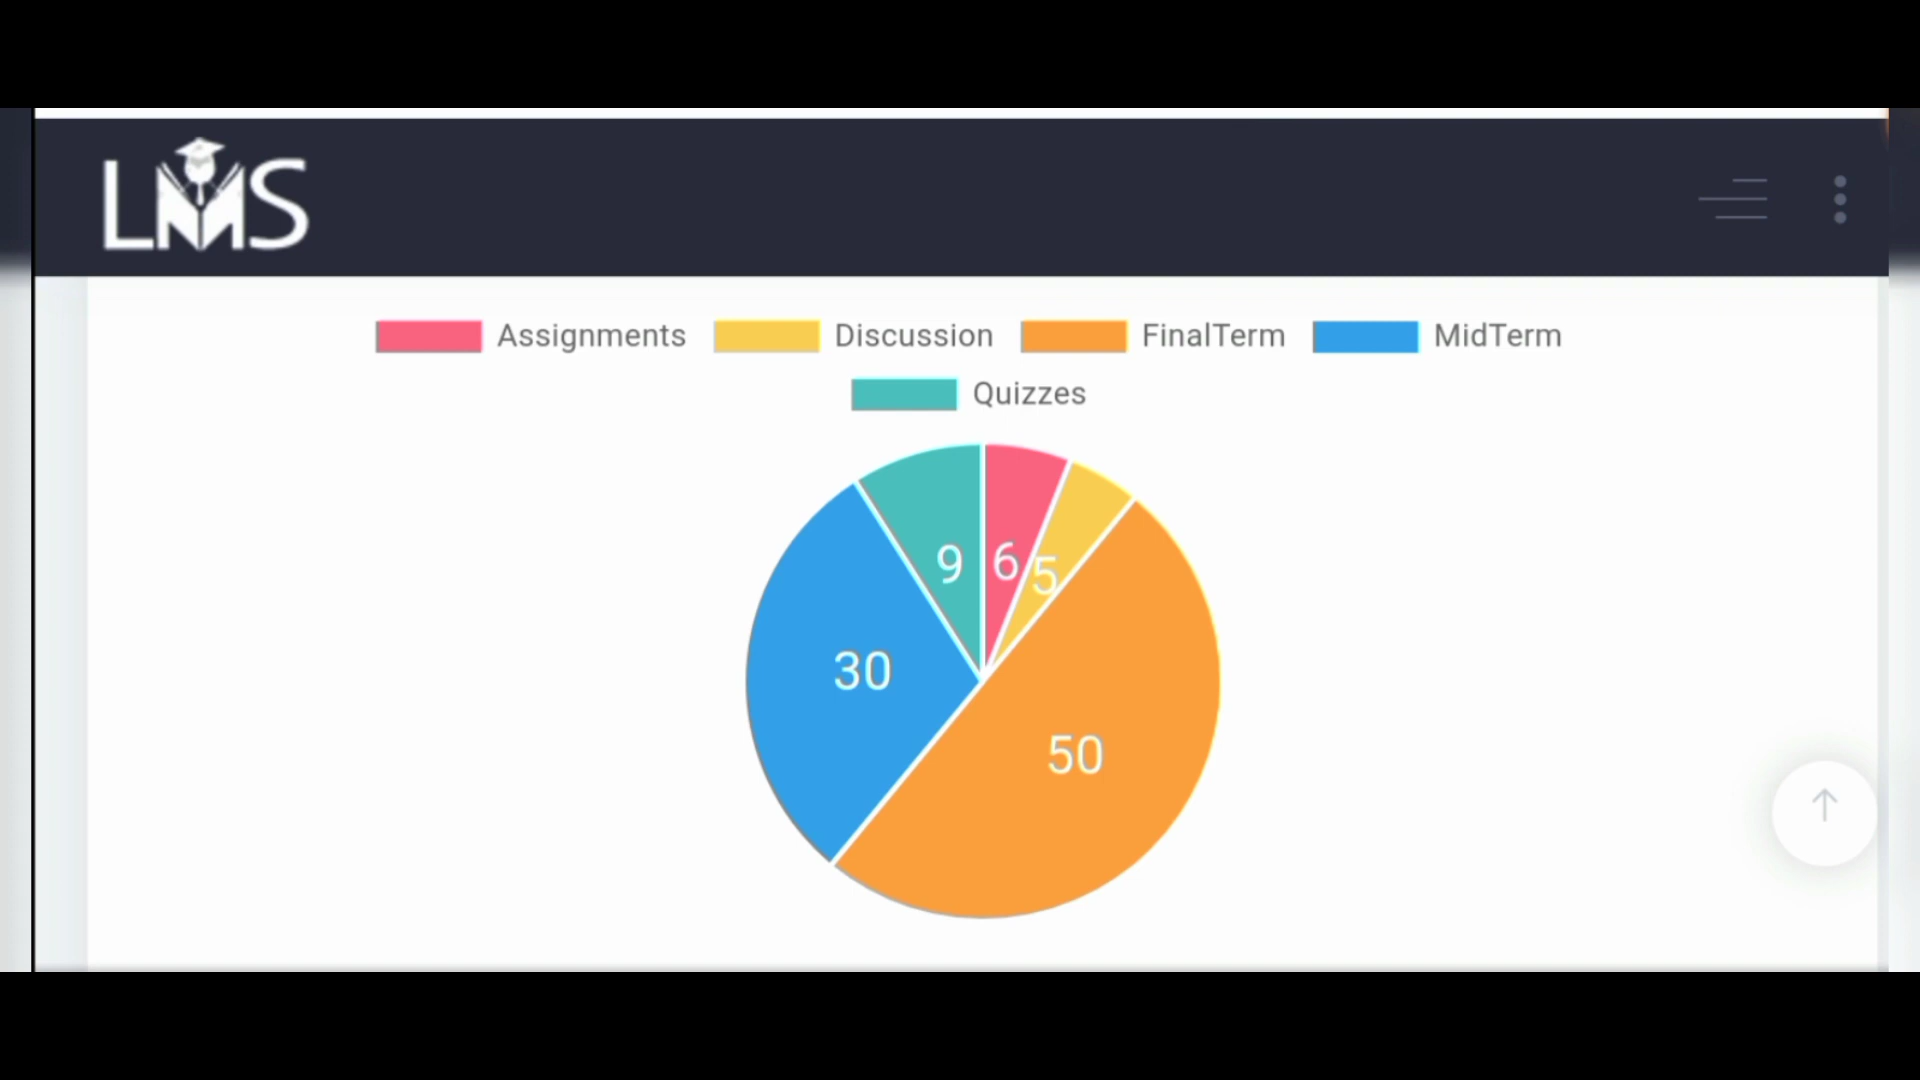 LMS
Assignments Discussion FinalTerm MidTerm
Quizzes
9 6 5
30
50